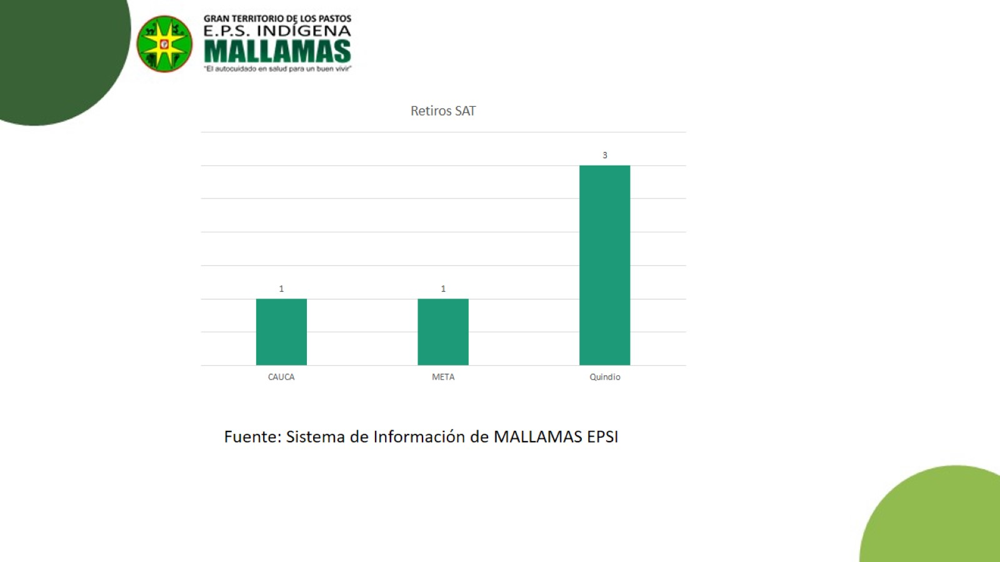 GRAN TERRITORIO DE LOS PASTOS
E.P.S. INDÍGENA
MALLAMAS
"El autocuidado en salud para un buen vivir"
Retiros SAT
3
1
1
CAUCA
META
Quindio
Fuente: Sistema de Información de MALLAMAS EPSI